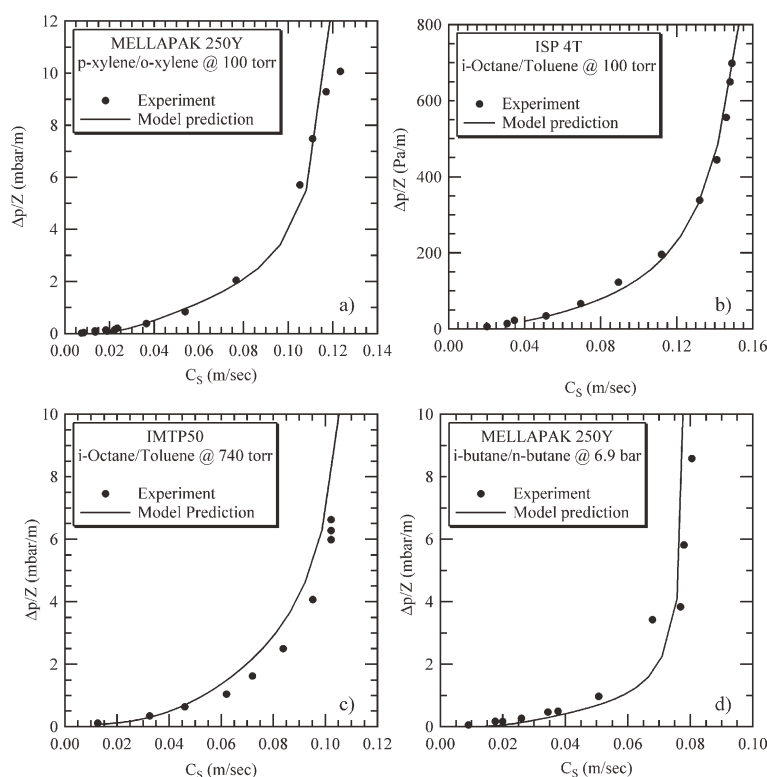 12
10
8
6
4
2
0
Δp/Z (mbar/m)
MELLAPAK 250Y
p-xylene/o-xylene @ 100 torr
Experiment
Model prediction
a)
0.00 0.02 0.04 0.06 0.08 0.10 0.12 0.14
C_S (m/sec)
800
600
400
200
0
Δp/Z (Pa/m)
ISP 4T
i-Octane/Toluene @ 100 torr
Experiment
Model prediction
b)
0.00 0.04 0.08 0.12 0.16
C_S (m/sec)
10
8
6
4
2
0
Δp/Z (mbar/m)
IMTP50
i-Octane/Toluene @ 740 torr
Experiment
Model Prediction
c)
0.00 0.02 0.04 0.06 0.08 0.10 0.12
C_S (m/sec)
10
8
6
4
2
0
Δp/Z (mbar/m)
MELLAPAK 250Y
i-butane/n-butane @ 6.9 bar
Experiment
Model prediction
d)
0.00 0.02 0.04 0.06 0.08 0.10
C_S (m/sec)